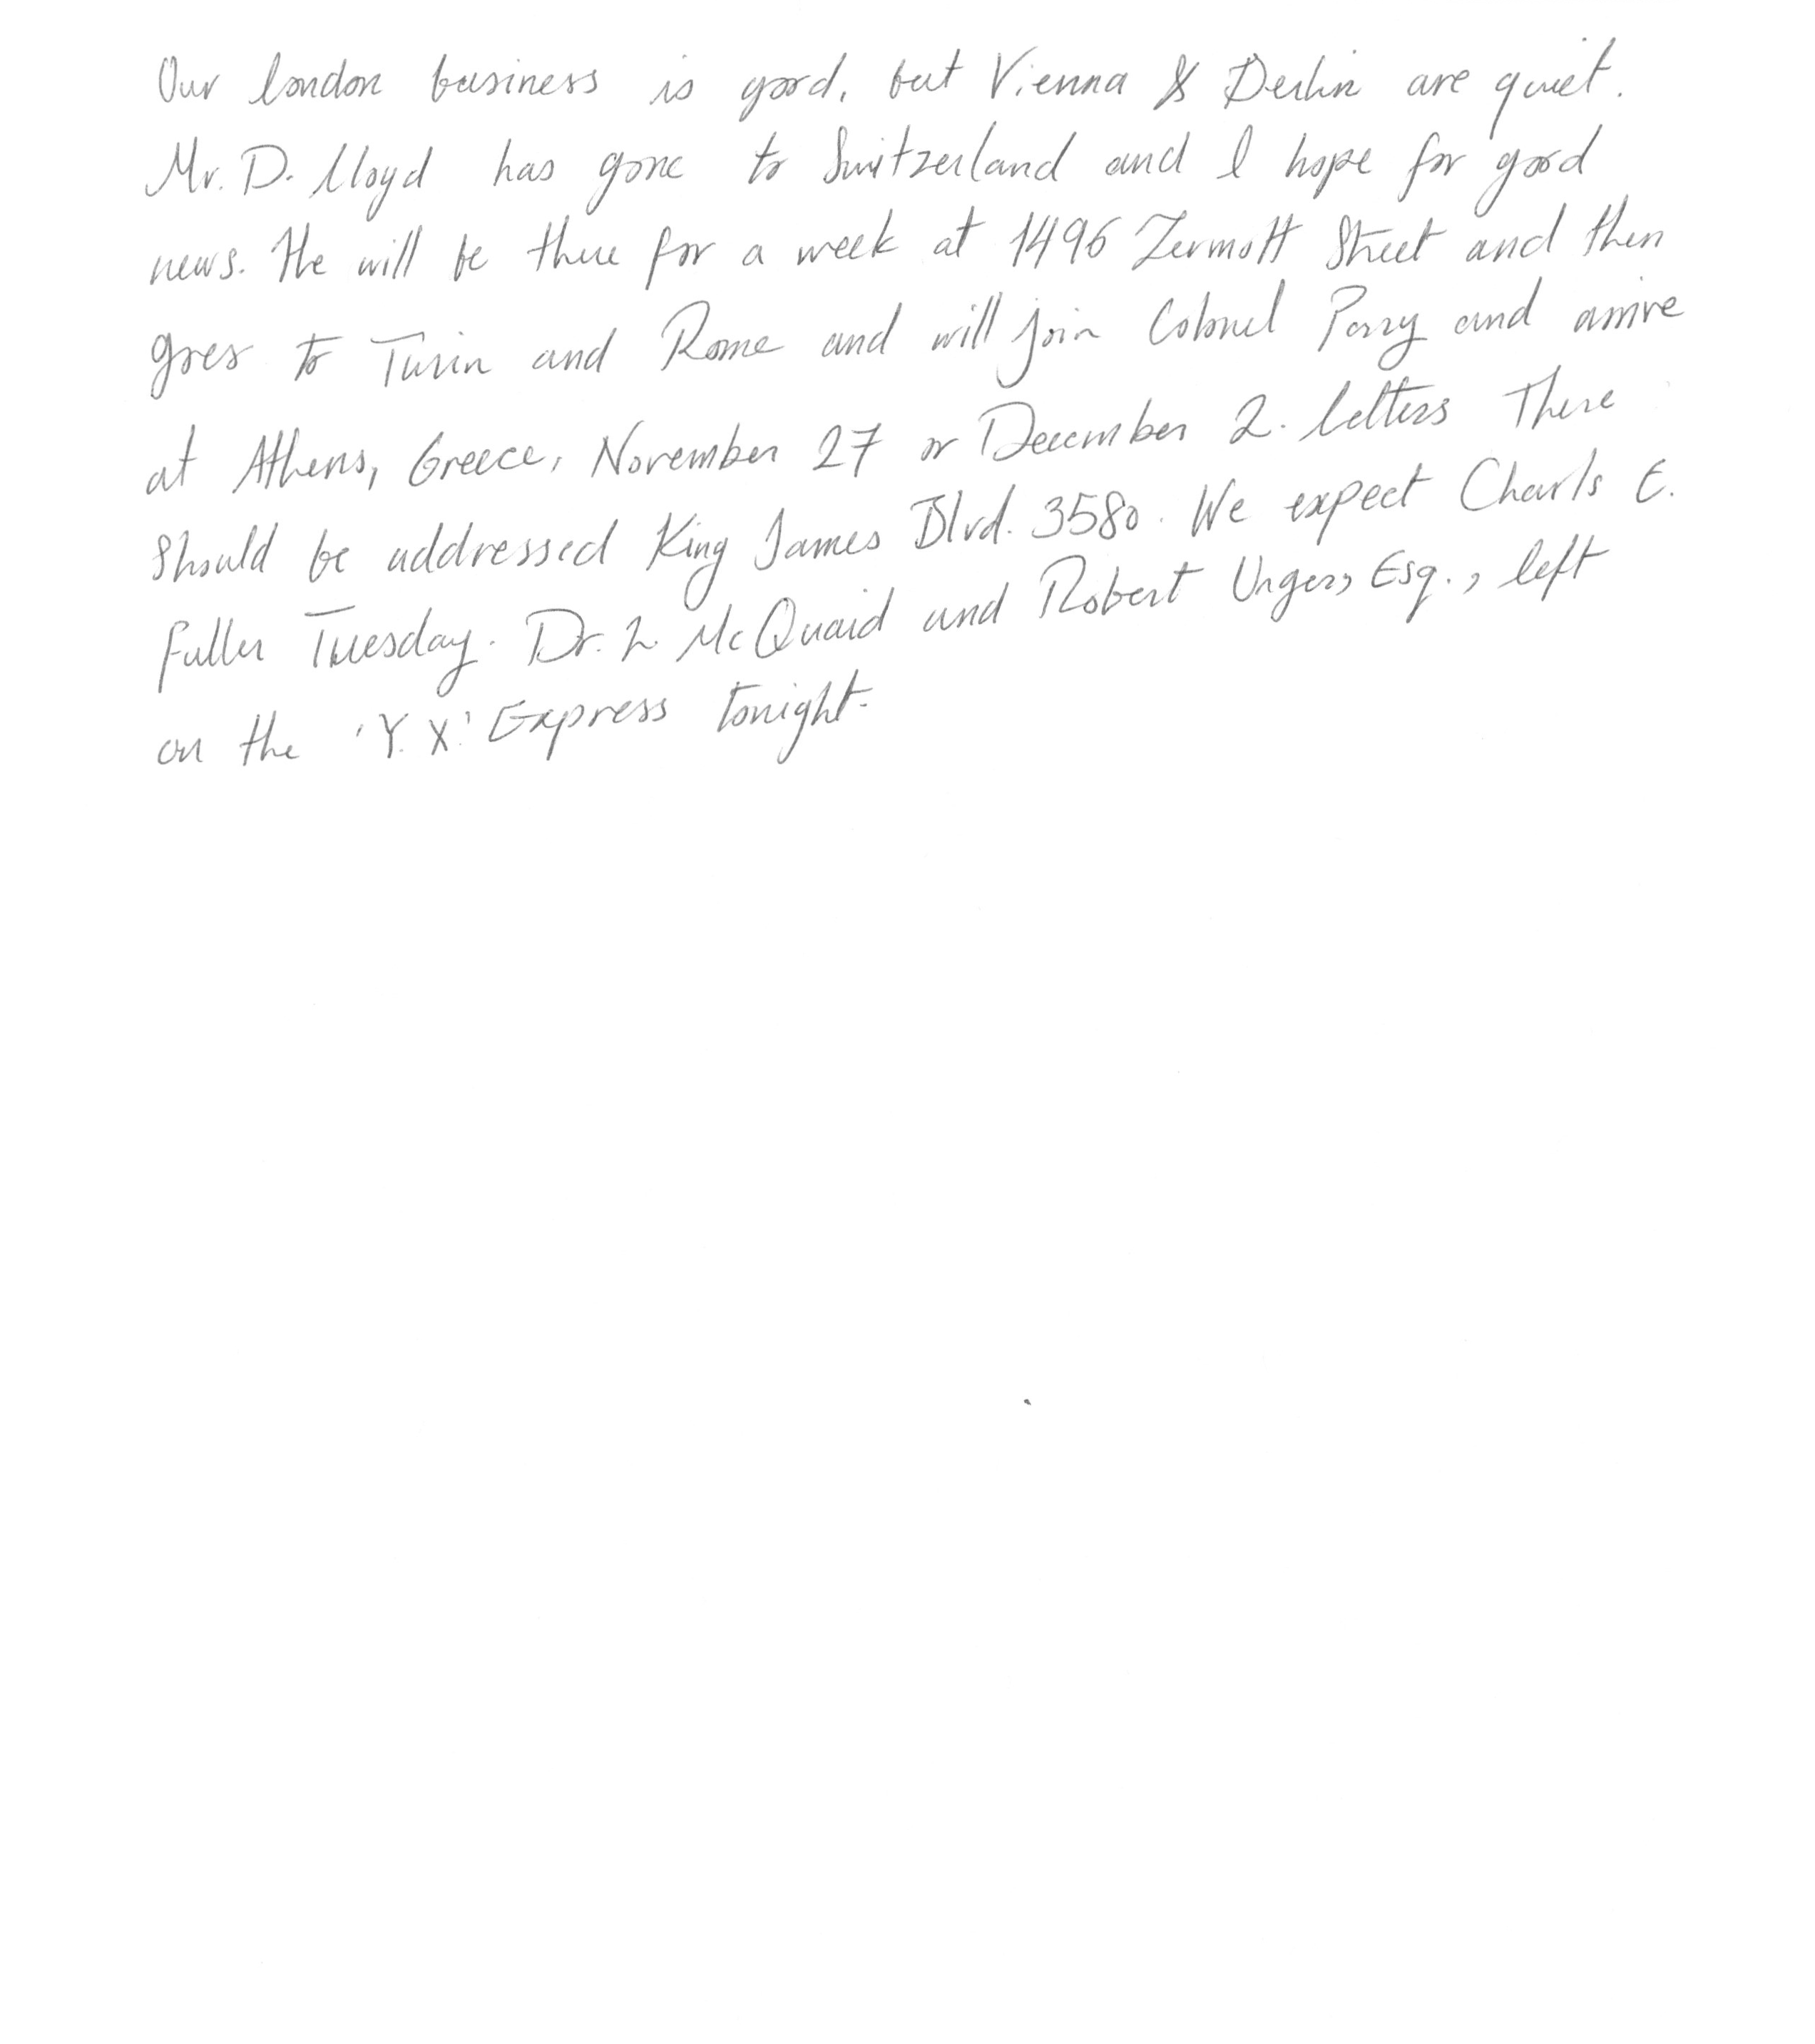 Our London business is good, but Vienna & Berlin are quiet.
Mr. D. Lloyd has gone to Switzerland and I hope for good
news. He will be there for a week at 1496 Zermott Street and then
goes to Turin and Rome and will join Colonel Parry and arrive
at Athens, Greece, November 27 or December 2. Letters There
Should be addressed King James Blvd. 3580. We expect Charls E.
Fuller Tuesday. Dr. L McQuaid and Robert Unger, Esq., left
on the 'Y.X.' Express tonight.